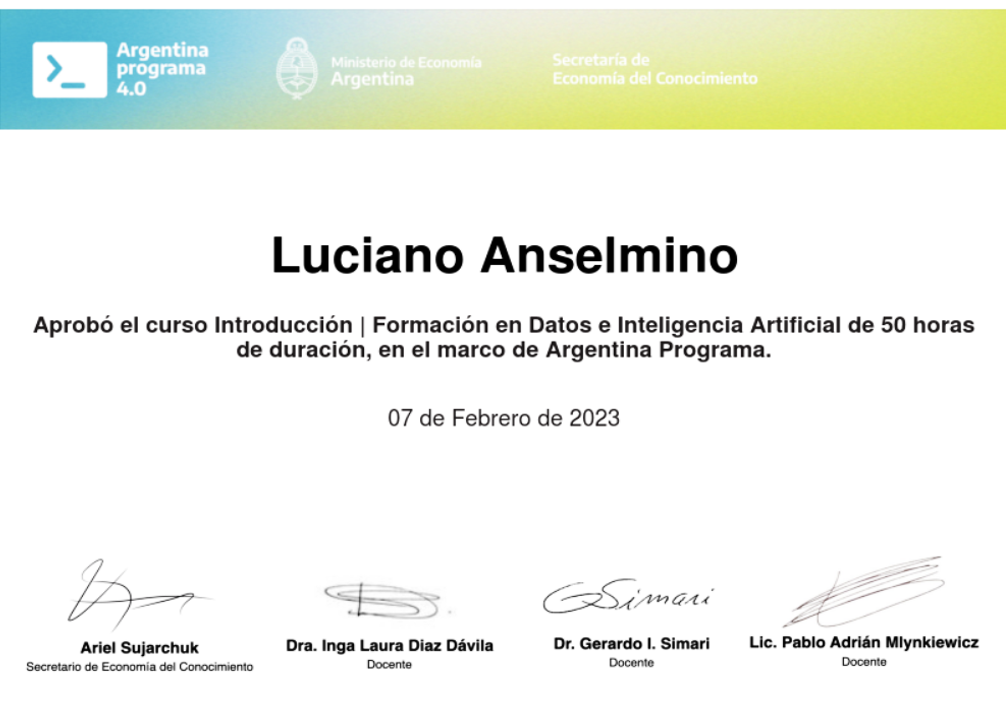 Argentina
programa
4.0
Ministerio de Economía
Argentina
Secretaría de
Economía del Conocimiento
Luciano Anselmino
Aprobó el curso Introducción | Formación en Datos e Inteligencia Artificial de 50 horas
de duración, en el marco de Argentina Programa.
07 de Febrero de 2023
GSimari
Ariel Sujarchuk
Secretario de Economía del Conocimiento
Dra. Inga Laura Diaz Dávila
Docente
Dr. Gerardo I. Simari
Docente
Lic. Pablo Adrián Mlynkiewicz
Docente